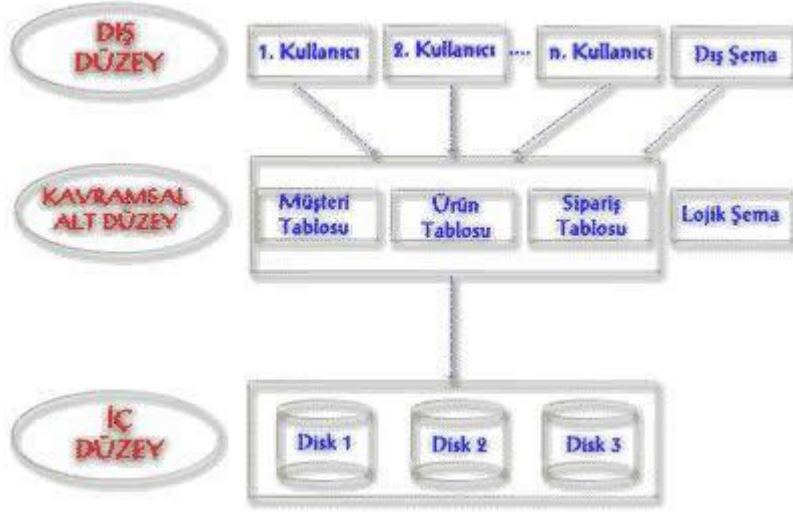 DIŞ
DÜZEY
1. Kullanıcı
2. Kullanıcı
....
n. Kullanıcı
Dış Şema
KAVRAMSAL
ALT DÜZEY
Müşteri
Tablosu
Ürün
Tablosu
Sipariş
Tablosu
Lojik Şema
İÇ
DÜZEY
Disk 1
Disk 2
Disk 3